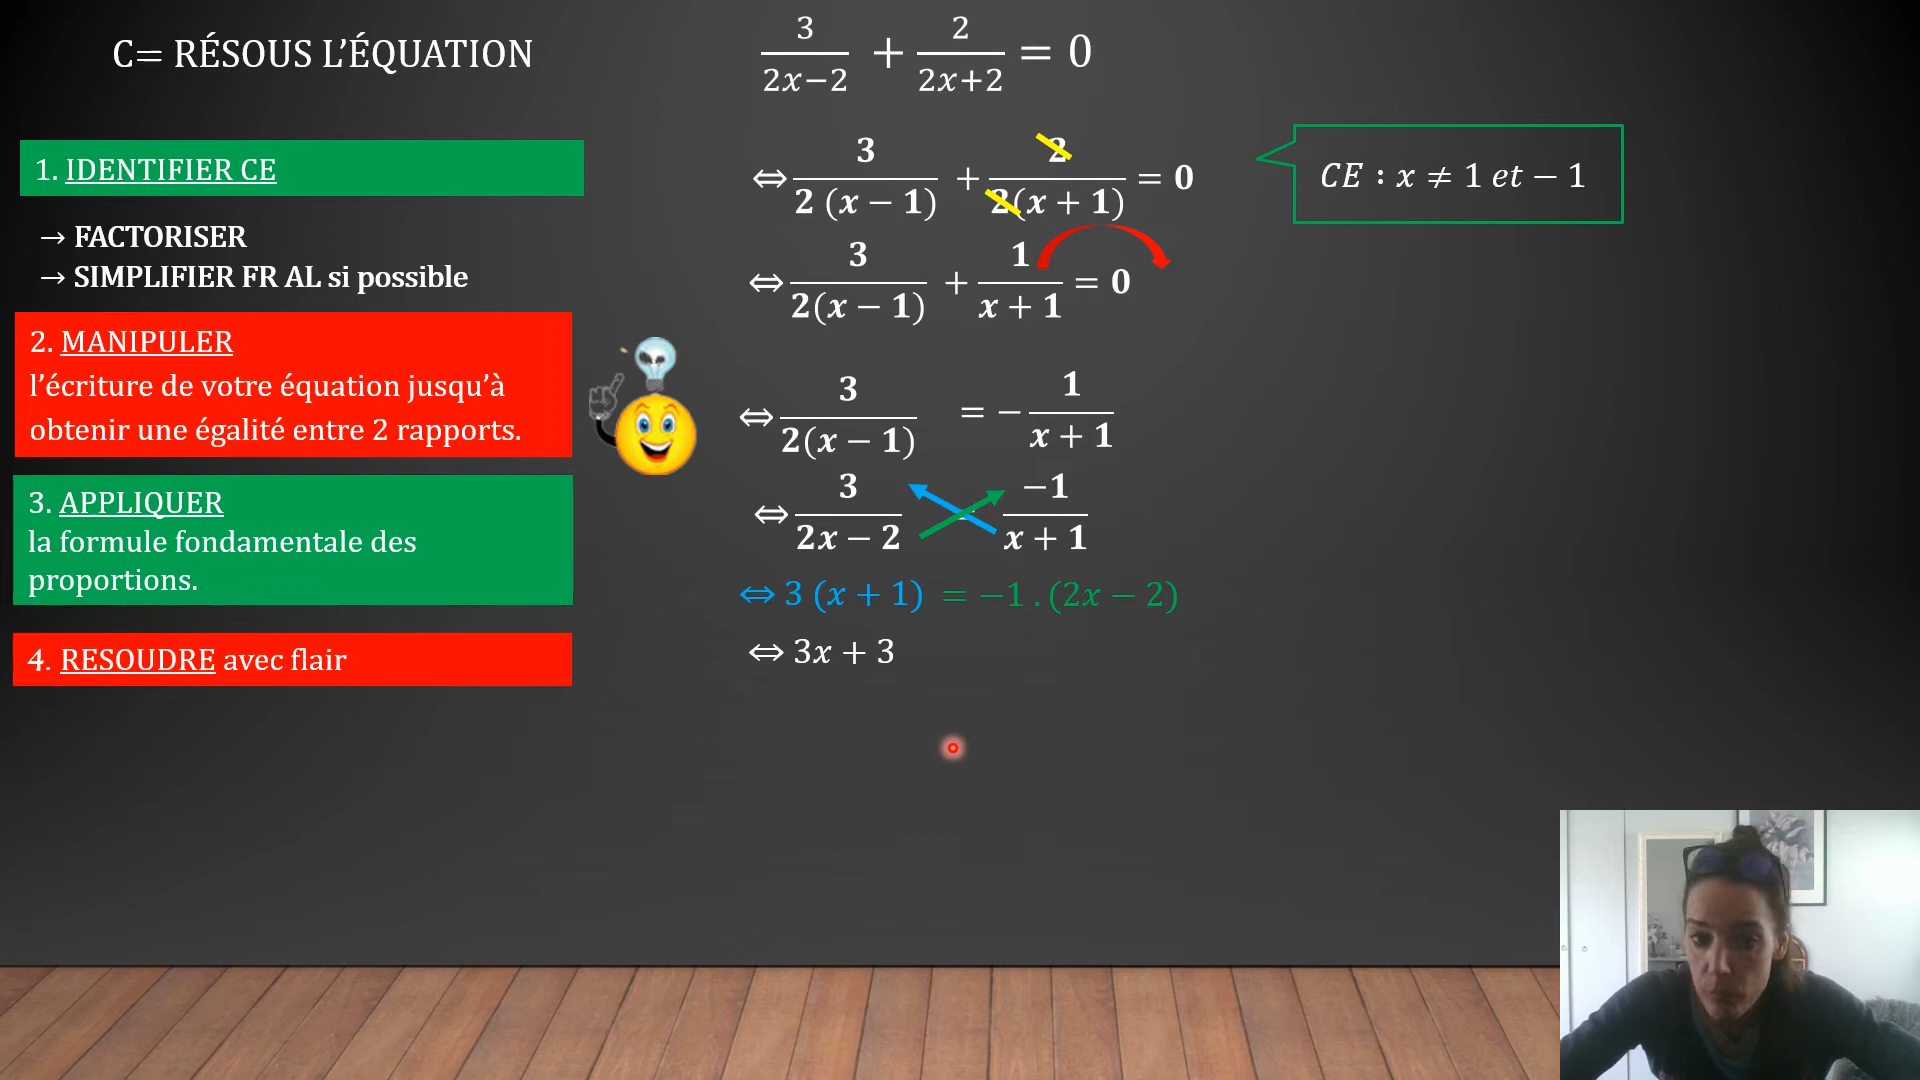 C= RÉSOUS L'ÉQUATION
3/(2x−2) + 2/(2x+2) = 0
1. IDENTIFIER CE
→ FACTORISER
→ SIMPLIFIER FR AL si possible
2. MANIPULER
l'écriture de votre équation jusqu'à
obtenir une égalité entre 2 rapports.
3. APPLIQUER
la formule fondamentale des
proportions.
4. RESOUDRE avec flair
⇔ 3/(2 (x − 1)) + 2/(2(x + 1)) = 0
CE : x ≠ 1 et − 1
⇔ 3/(2(x − 1)) + 1/(x + 1) = 0
⇔ 3/(2(x − 1)) = − 1/(x + 1)
⇔ 3/(2x − 2) = −1/(x + 1)
⇔ 3 (x + 1) = −1 . (2x − 2)
⇔ 3x + 3